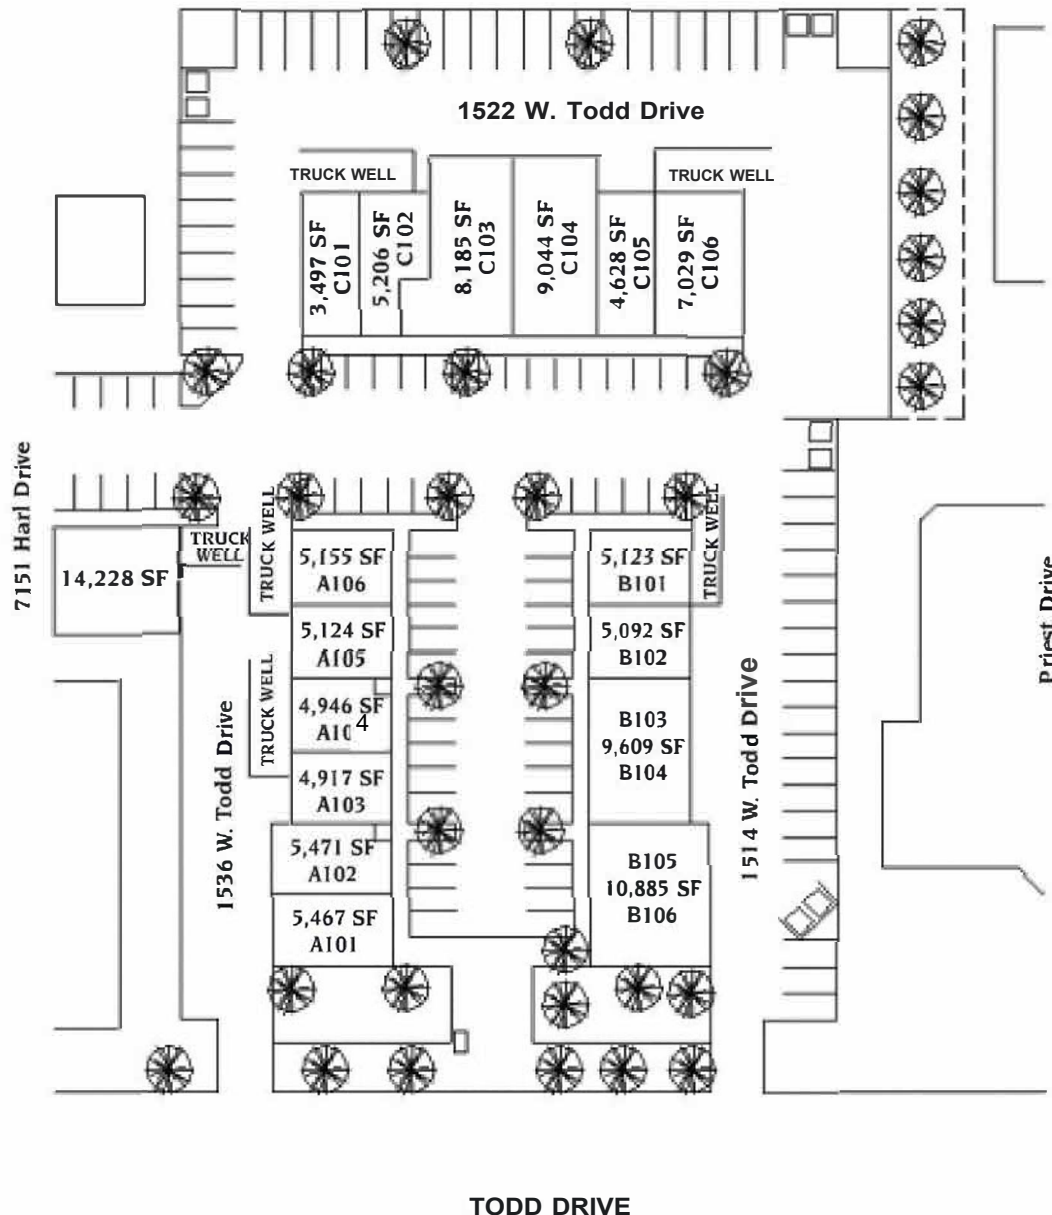 1522 W. Todd Drive
TRUCK WELL
TRUCK WELL
3,497 SF
C101
5,206 SF
C102
8,185 SF
C103
9,044 SF
C104
4,628 SF
C105
7,029 SF
C106
7151 Harl Drive
14,228 SF
TRUCK
WELL
TRUCK WELL
5,155 SF
A106
5,124 SF
A105
TRUCK WELL
4,946 SF
A104
4,917 SF
A103
5,471 SF
A102
5,467 SF
A101
1536 W. Todd Drive
5,123 SF
B101
TRUCK WELL
5,092 SF
B102
B103
9,609 SF
B104
B105
10,885 SF
B106
1514 W. Todd Drive
Priest Drive
TODD DRIVE